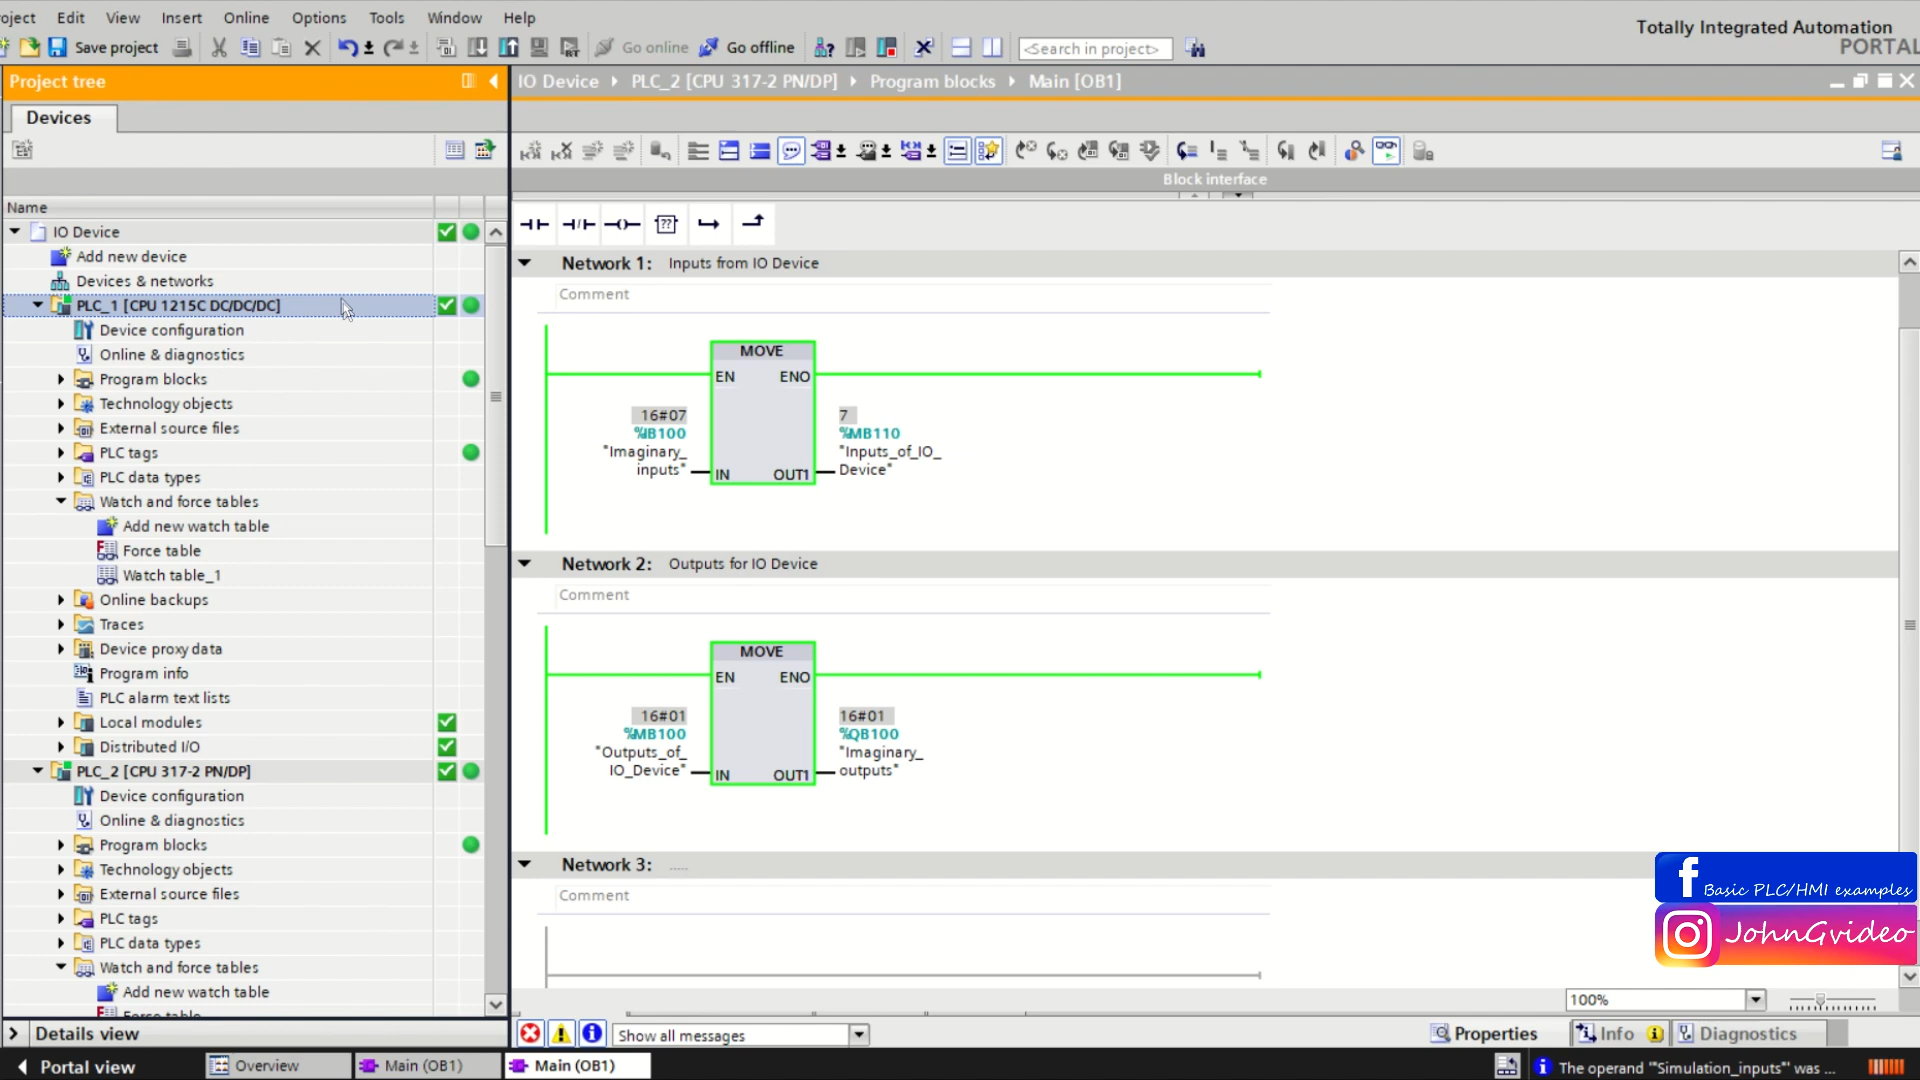 oject Edit View Insert Online Options Tools Window Help
Totally Integrated Automation
PORTAL
Save project Go online Go offline <Search in project>
Project tree
IO Device PLC_2 [CPU 317-2 PN/DP] Program blocks Main [OB1]
Devices
Block interface
Name
IO Device
Add new device
Devices & networks
PLC_1 [CPU 1215C DC/DC/DC]
Device configuration
Online & diagnostics
Program blocks
Technology objects
External source files
PLC tags
PLC data types
Watch and force tables
Add new watch table
Force table
Watch table_1
Online backups
Traces
Device proxy data
Program info
PLC alarm text lists
Local modules
Distributed I/O
PLC_2 [CPU 317-2 PN/DP]
Device configuration
Online & diagnostics
Program blocks
Technology objects
External source files
PLC tags
PLC data types
Watch and force tables
Add new watch table
Force table
Network 1: Inputs from IO Device
Comment
MOVE
EN ENO
16#07 7
%IB100 %MB110
"Imaginary_ "Inputs_of_IO_
inputs" IN OUT1 Device"
Network 2: Outputs for IO Device
Comment
MOVE
EN ENO
16#01 16#01
%MB100 %QB100
"Outputs_of_ "Imaginary_
IO_Device" IN OUT1 outputs"
Network 3: .....
Comment
Basic PLC/HMI examples
JohnGvideo
100%
Details view
Show all messages
Properties Info Diagnostics
Portal view Overview Main (OB1) Main (OB1)
The operand '"Simulation_inputs"' was ...